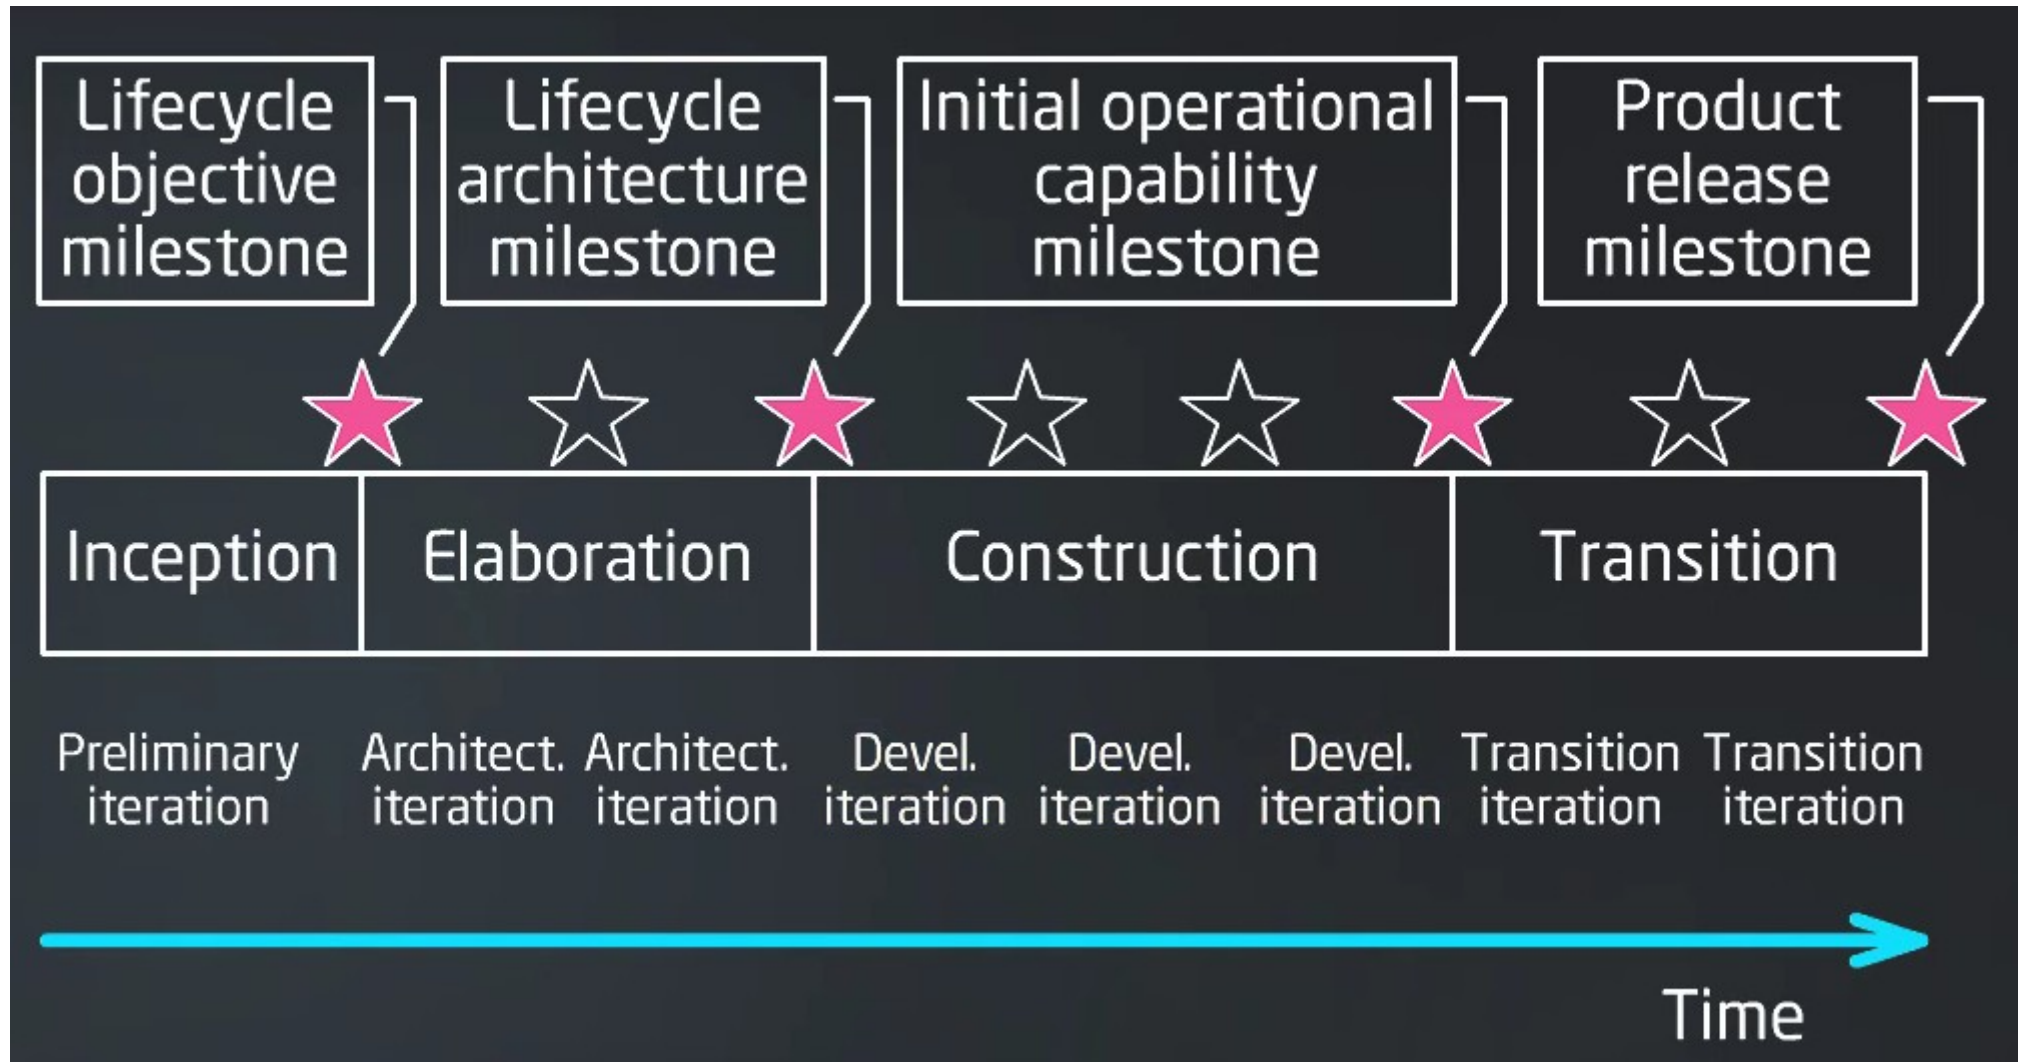 Lifecycle
objective
milestone
Lifecycle
architecture
milestone
Initial operational
capability
milestone
Product
release
milestone
Inception
Elaboration
Construction
Transition
Preliminary
iteration
Architect.
iteration
Architect.
iteration
Devel.
iteration
Devel.
iteration
Devel.
iteration
Transition
iteration
Transition
iteration
Time